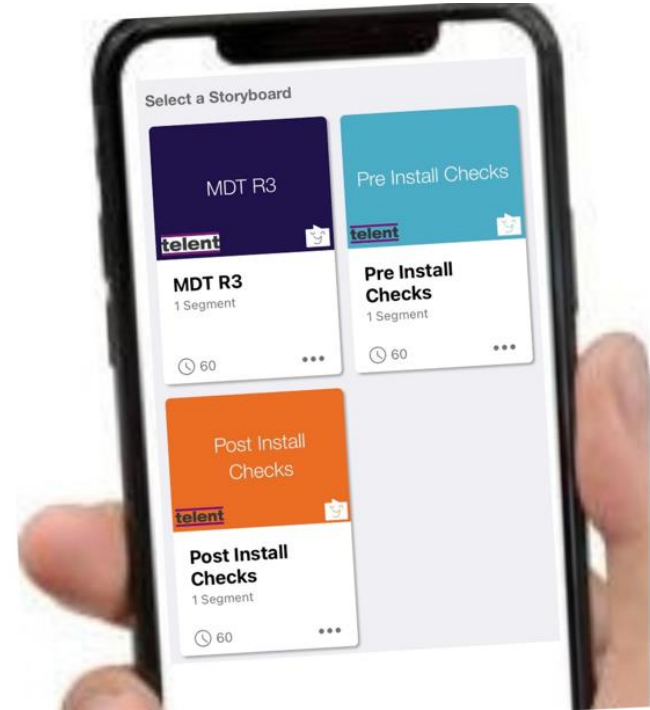 Select a Storyboard
MDT R3
telent
MDT R3
1 Segment
60
Pre Install Checks
telent
Pre Install
Checks
1 Segment
60
Post Install
Checks
telent
Post Install
Checks
1 Segment
60